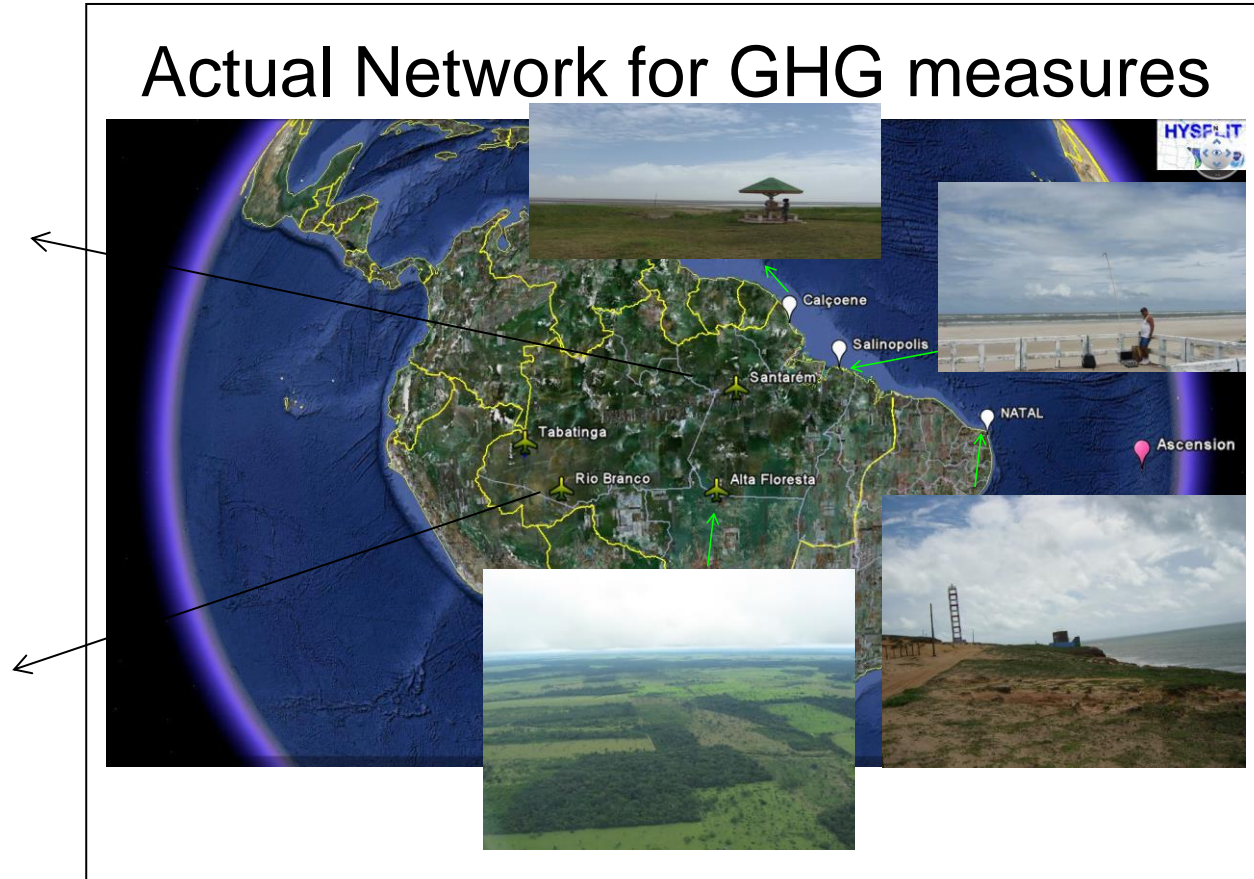 Actual Network for GHG measures
HYSPLIT
Calçoene
Salinopolis
Santarém
NATAL
Tabatinga
Ascension
Rio Branco
Alta Floresta